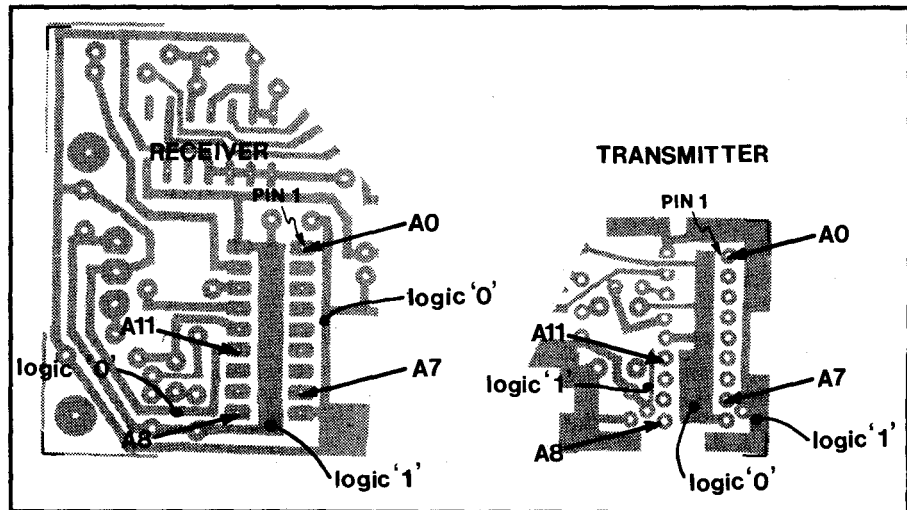 RECEIVER
PIN 1
A0
logic'0'
A11
logic '0'
A7
A8
logic'1'
TRANSMITTER
PIN 1
A0
A11
logic'1'
A7
logic'1'
A8
logic'0'